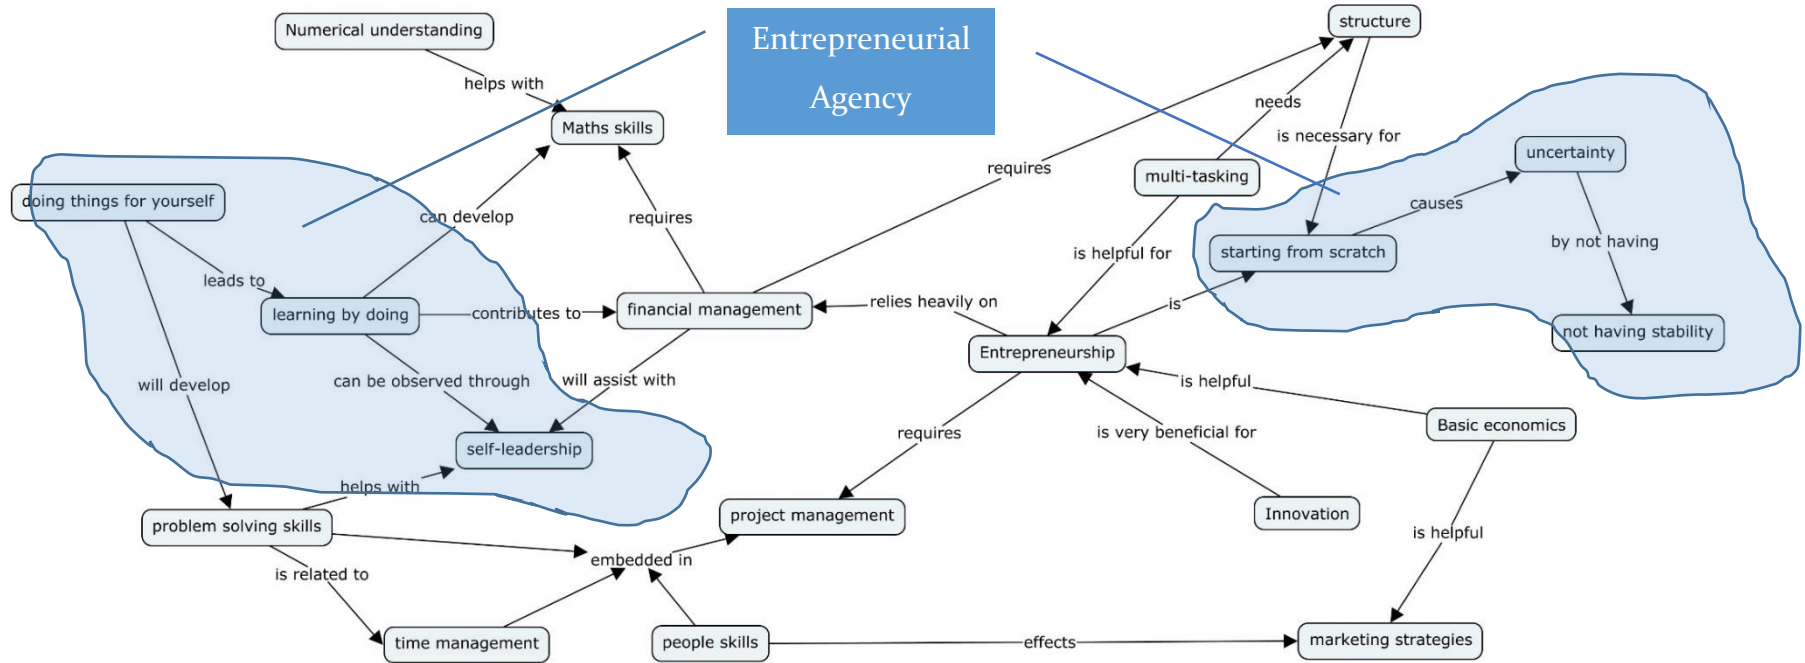 Entrepreneurial
Agency
Numerical understanding
helps with
Maths skills
structure
needs
is necessary for
requires
multi-tasking
uncertainty
doing things for yourself
can develop
requires
causes
is helpful for
starting from scratch
by not having
leads to
learning by doing
contributes to
financial management
relies heavily on
is
not having stability
Entrepreneurship
will develop
can be observed through
will assist with
is helpful
requires
is very beneficial for
Basic economics
self-leadership
helps with
problem solving skills
project management
Innovation
is helpful
embedded in
is related to
time management
people skills
effects
marketing strategies